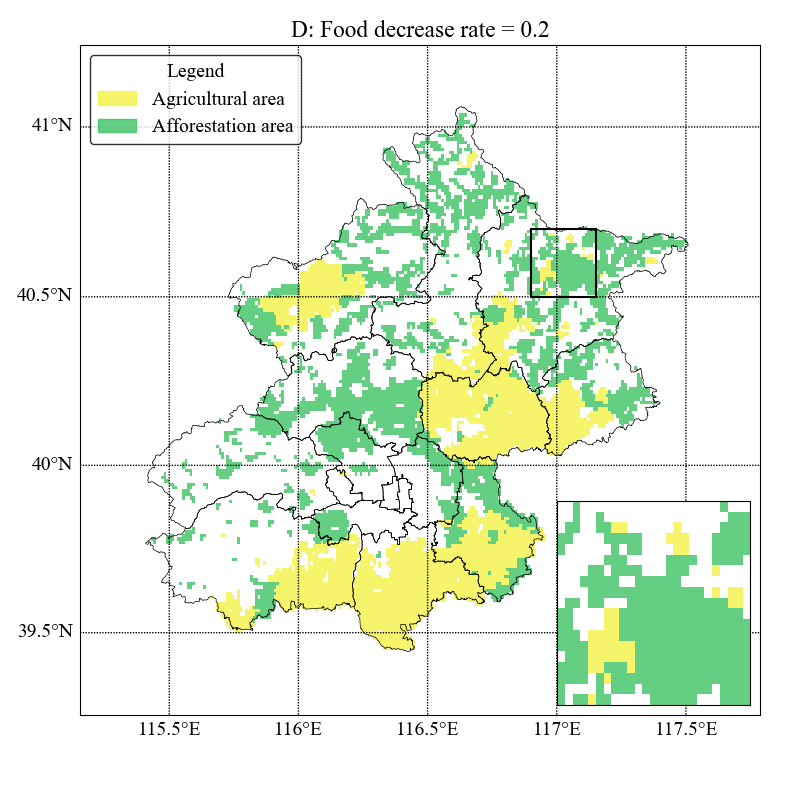 D: Food decrease rate = 0.2
Legend
Agricultural area
Afforestation area
41°N
40.5°N
40°N
39.5°N
115.5°E 116°E 116.5°E 117°E 117.5°E